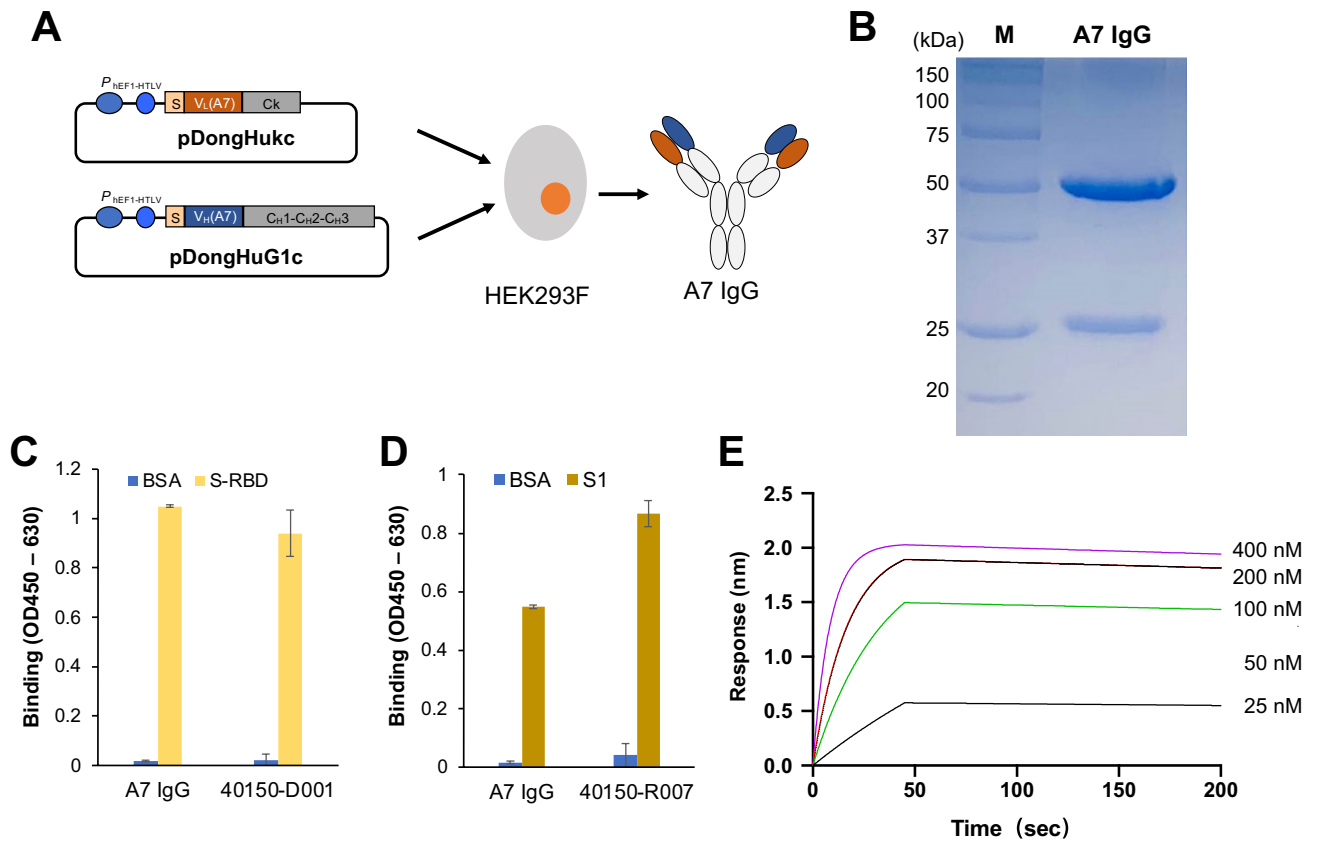 A
P hEF1-HTLV
S VL(A7) Ck
pDongHukc
P hEF1-HTLV
S VH(A7) CH1-CH2-CH3
pDongHuG1c
HEK293F
A7 IgG
B
(kDa) M A7 IgG
150
100
75
50
37
25
20
C
BSA S-RBD
Binding (OD450 – 630)
1.2
1
0.8
0.6
0.4
0.2
0
A7 IgG 40150-D001
D
BSA S1
Binding (OD450 – 630)
1
0.8
0.6
0.4
0.2
0
A7 IgG 40150-R007
E
Response (nm)
2.5
2.0
1.5
1.0
0.5
0.0
0 50 100 150 200
Time (sec)
400 nM
200 nM
100 nM
50 nM
25 nM